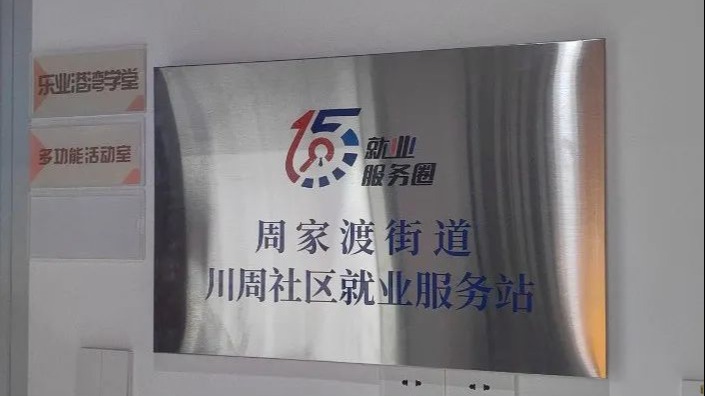 乐业港湾学堂
多功能活动室
15
就业
服务圈
周家渡街道
川周社区就业服务站